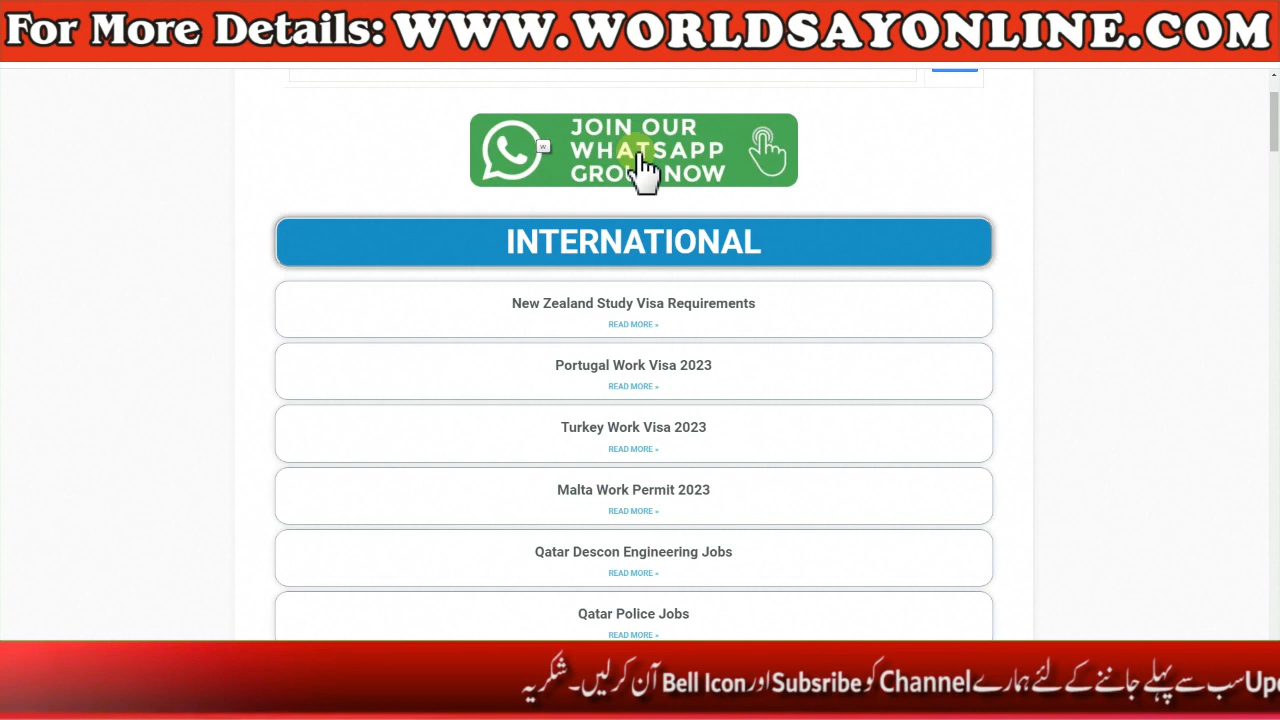 For More Details: WWW.WORLDSAYONLINE.COM
JOIN OUR
WHATSAPP
GROUP NOW
w
INTERNATIONAL
New Zealand Study Visa Requirements
READ MORE »
Portugal Work Visa 2023
READ MORE »
Turkey Work Visa 2023
READ MORE »
Malta Work Permit 2023
READ MORE »
Qatar Descon Engineering Jobs
READ MORE »
Qatar Police Jobs
READ MORE »
سب سے پہلے جاننے کے لئے ہمارے Channel کو Subsribe اور Bell Icon آن کرلیں۔ شکریہ